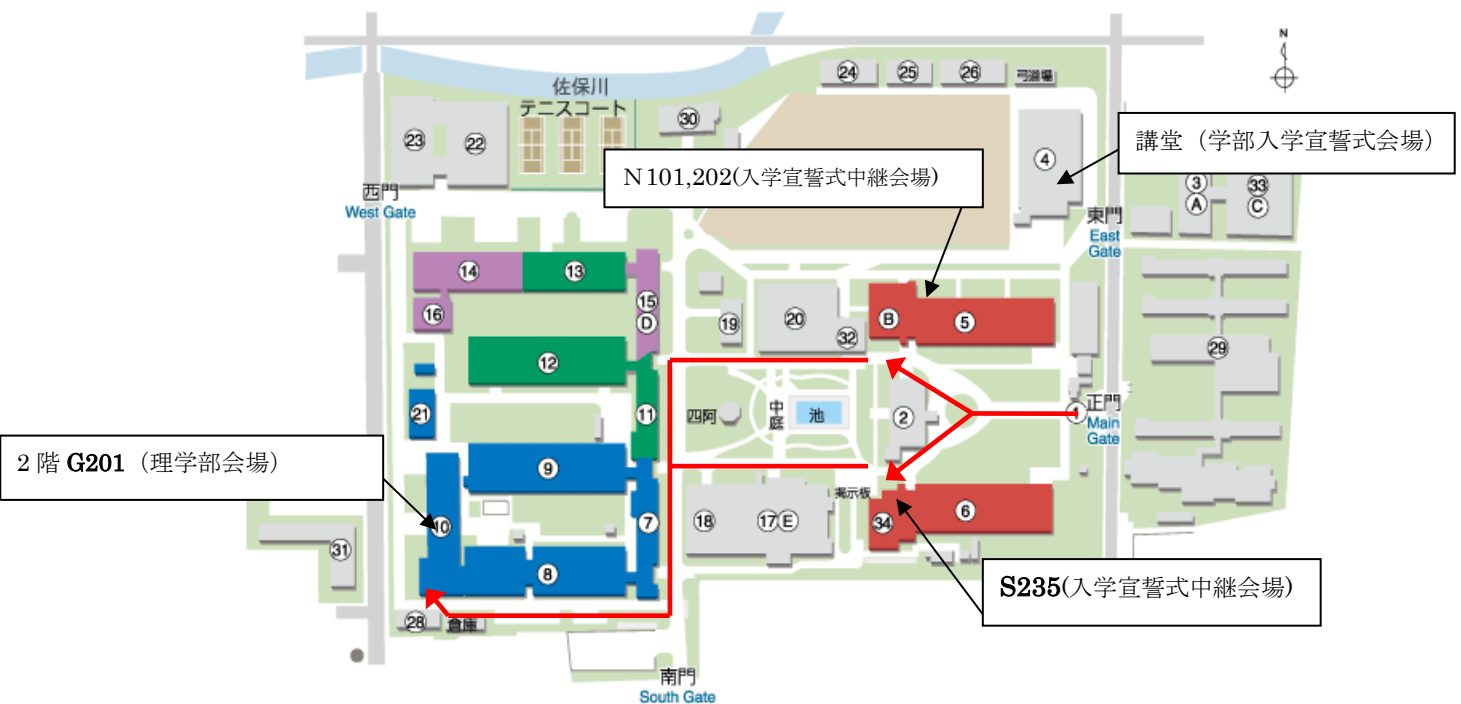 N
佐保川
テニスコート
24
25
26
弓道場
30
23
22
4
講堂（学部入学宣誓式会場）
N101,202(入学宣誓式中継会場)
西門
West Gate
3
A
33
C
東門
East
Gate
14
13
15
D
16
19
20
32
B
5
29
12
21
11
四阿
中庭
池
2
1
正門
Main
Gate
2階 G201（理学部会場）
9
10
7
8
18
17
E
掲示板
34
6
31
S235(入学宣誓式中継会場)
28
倉庫
南門
South Gate